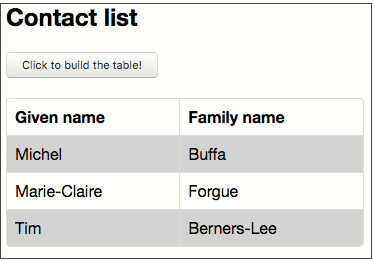 Contact list
Click to build the table!
Given name Family name
Michel Buffa
Marie-Claire Forgue
Tim Berners-Lee